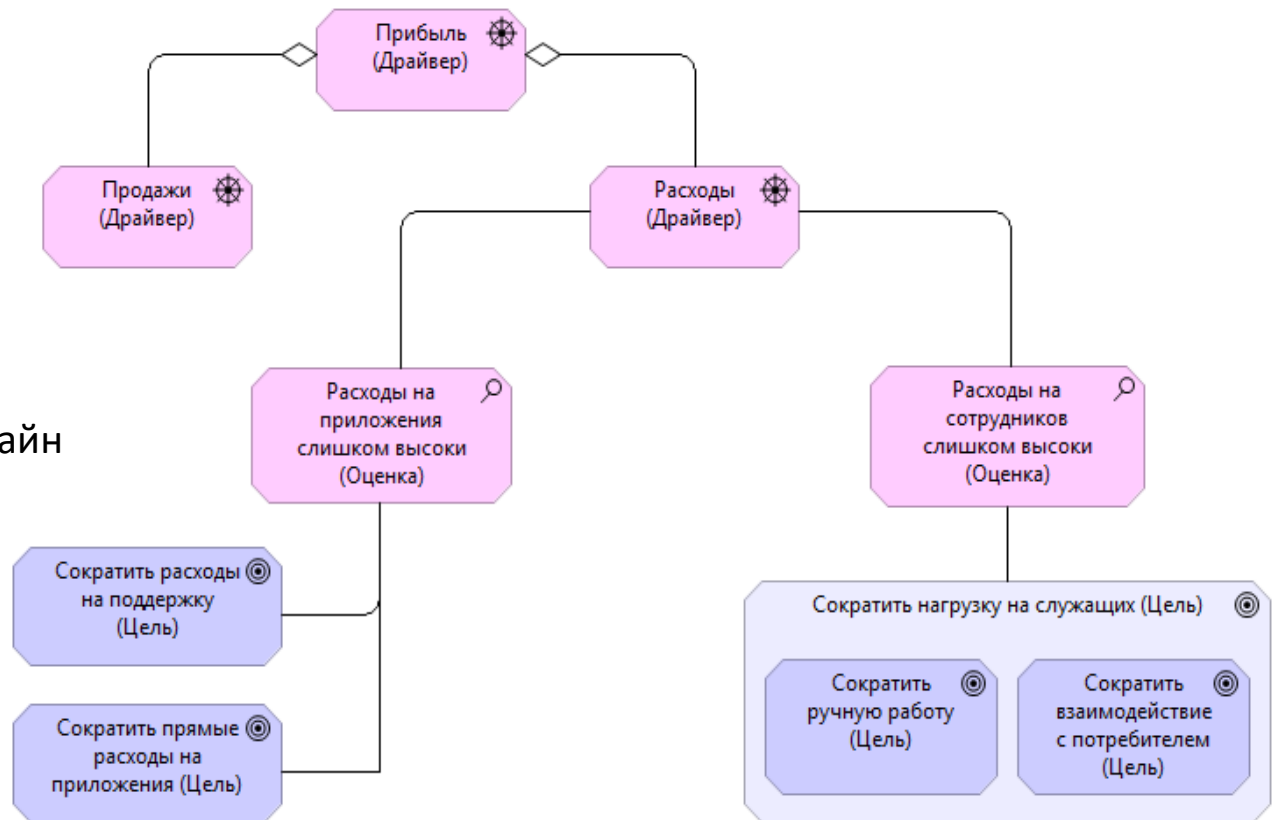 Прибыль
(Драйвер)
Продажи
(Драйвер)
Расходы
(Драйвер)
Расходы на
приложения
слишком высоки
(Оценка)
Расходы на
сотрудников
слишком высоки
(Оценка)
айн
Сократить расходы
на поддержку
(Цель)
Сократить нагрузку на служащих (Цель)
Сократить
ручную работу
(Цель)
Сократить
взаимодействие
с потребителем
(Цель)
Сократить прямые
расходы на
приложения (Цель)